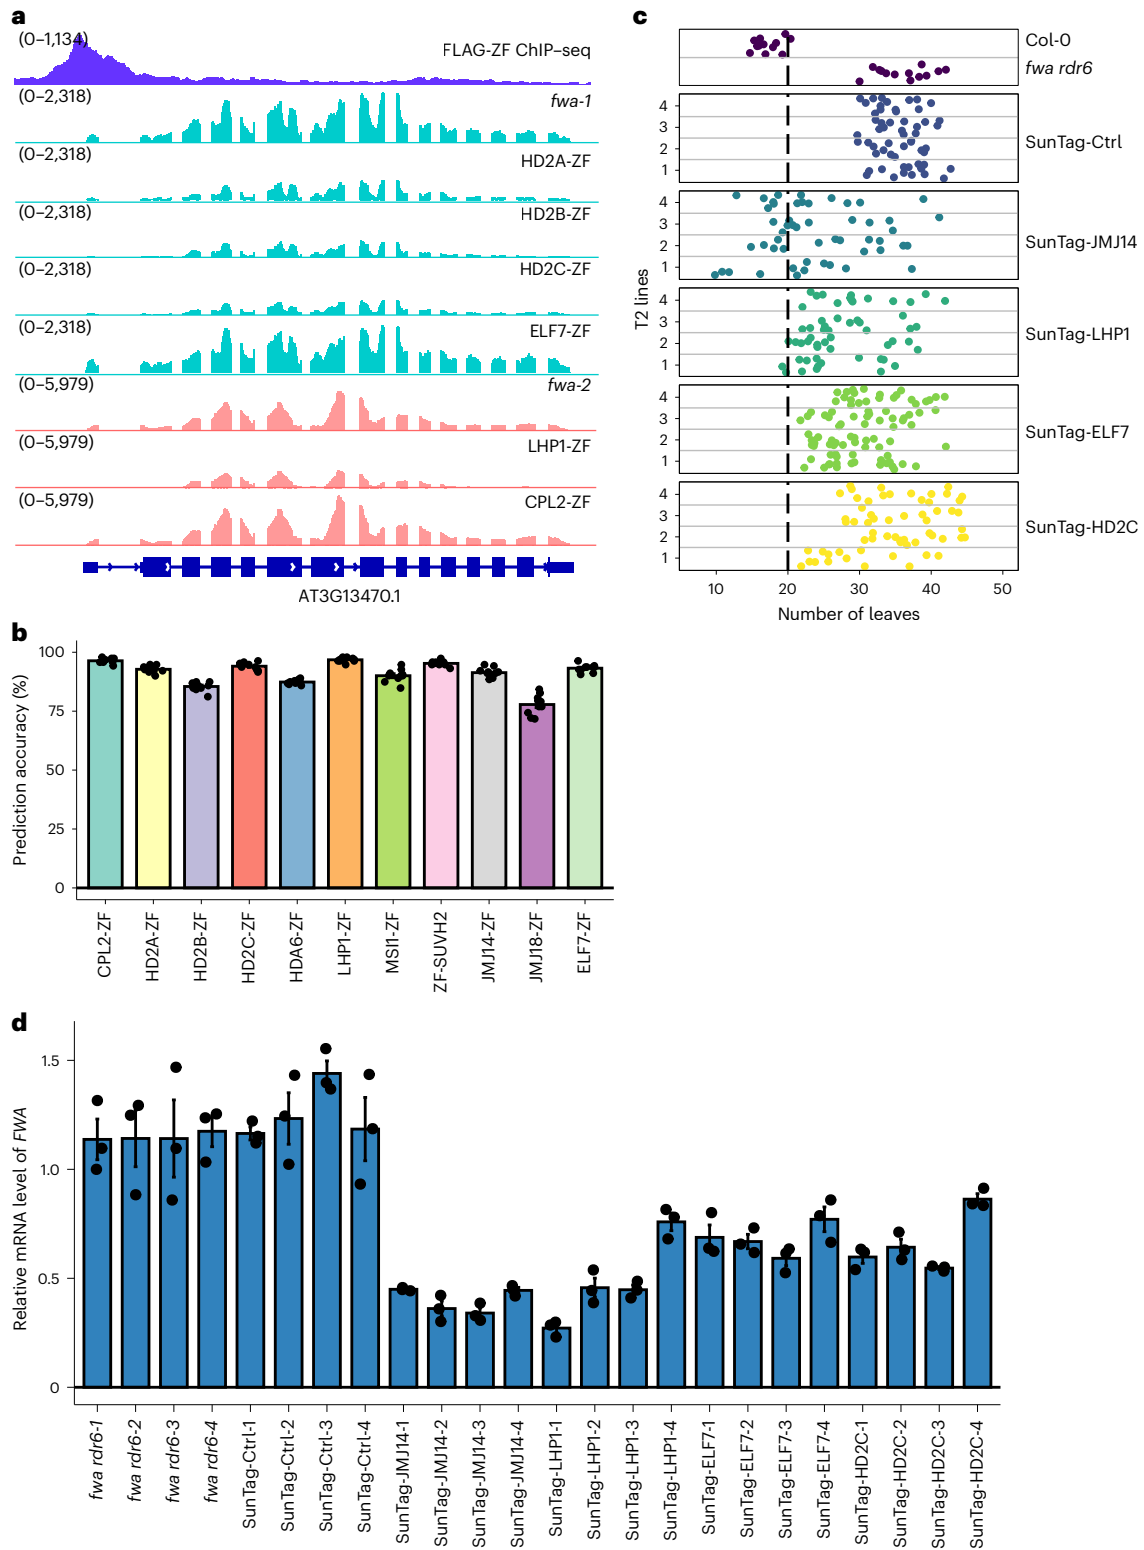 a
(0–1,134)
FLAG-ZF ChIP–seq
(0–2,318)
fwa-1
(0–2,318)
HD2A-ZF
(0–2,318)
HD2B-ZF
(0–2,318)
HD2C-ZF
(0–2,318)
ELF7-ZF
(0–5,979)
fwa-2
(0–5,979)
LHP1-ZF
(0–5,979)
CPL2-ZF
AT3G13470.1
b
Prediction accuracy (%)
100
75
50
25
0
CPL2-ZF
HD2A-ZF
HD2B-ZF
HD2C-ZF
HDA6-ZF
LHP1-ZF
MSI1-ZF
ZF-SUVH2
JMJ14-ZF
JMJ18-ZF
ELF7-ZF
c
T2 lines
Col-0
fwa rdr6
4
3
2
1
SunTag-Ctrl
4
3
2
1
SunTag-JMJ14
4
3
2
1
SunTag-LHP1
4
3
2
1
SunTag-ELF7
4
3
2
1
SunTag-HD2C
10 20 30 40 50
Number of leaves
d
Relative mRNA level of FWA
1.5
1.0
0.5
0
fwa rdr6-1
fwa rdr6-2
fwa rdr6-3
fwa rdr6-4
SunTag-Ctrl-1
SunTag-Ctrl-2
SunTag-Ctrl-3
SunTag-Ctrl-4
SunTag-JMJ14-1
SunTag-JMJ14-2
SunTag-JMJ14-3
SunTag-JMJ14-4
SunTag-LHP1-1
SunTag-LHP1-2
SunTag-LHP1-3
SunTag-LHP1-4
SunTag-ELF7-1
SunTag-ELF7-2
SunTag-ELF7-3
SunTag-ELF7-4
SunTag-HD2C-1
SunTag-HD2C-2
SunTag-HD2C-3
SunTag-HD2C-4